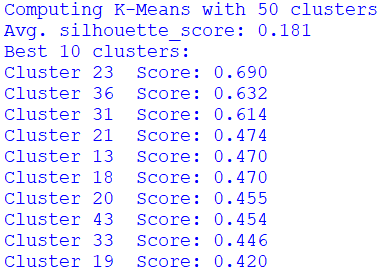 Computing K-Means with 50 clusters
Avg. silhouette_score: 0.181
Best 10 clusters:
Cluster 23  Score: 0.690
Cluster 36  Score: 0.632
Cluster 31  Score: 0.614
Cluster 21  Score: 0.474
Cluster 13  Score: 0.470
Cluster 18  Score: 0.470
Cluster 20  Score: 0.455
Cluster 43  Score: 0.454
Cluster 33  Score: 0.446
Cluster 19  Score: 0.420